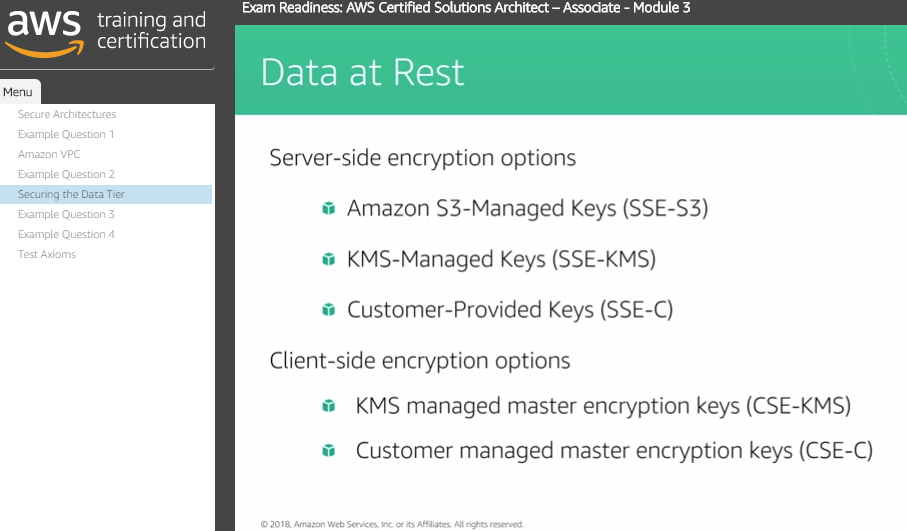 Exam Readiness: AWS Certified Solutions Architect – Associate - Module 3
aws training and
certification
Menu
Secure Architectures
Example Question 1
Amazon VPC
Example Question 2
Securing the Data Tier
Example Question 3
Example Question 4
Test Axioms
Data at Rest
Server-side encryption options
Amazon S3-Managed Keys (SSE-S3)
KMS-Managed Keys (SSE-KMS)
Customer-Provided Keys (SSE-C)
Client-side encryption options
KMS managed master encryption keys (CSE-KMS)
Customer managed master encryption keys (CSE-C)
© 2018, Amazon Web Services, Inc. or its Affiliates. All rights reserved.